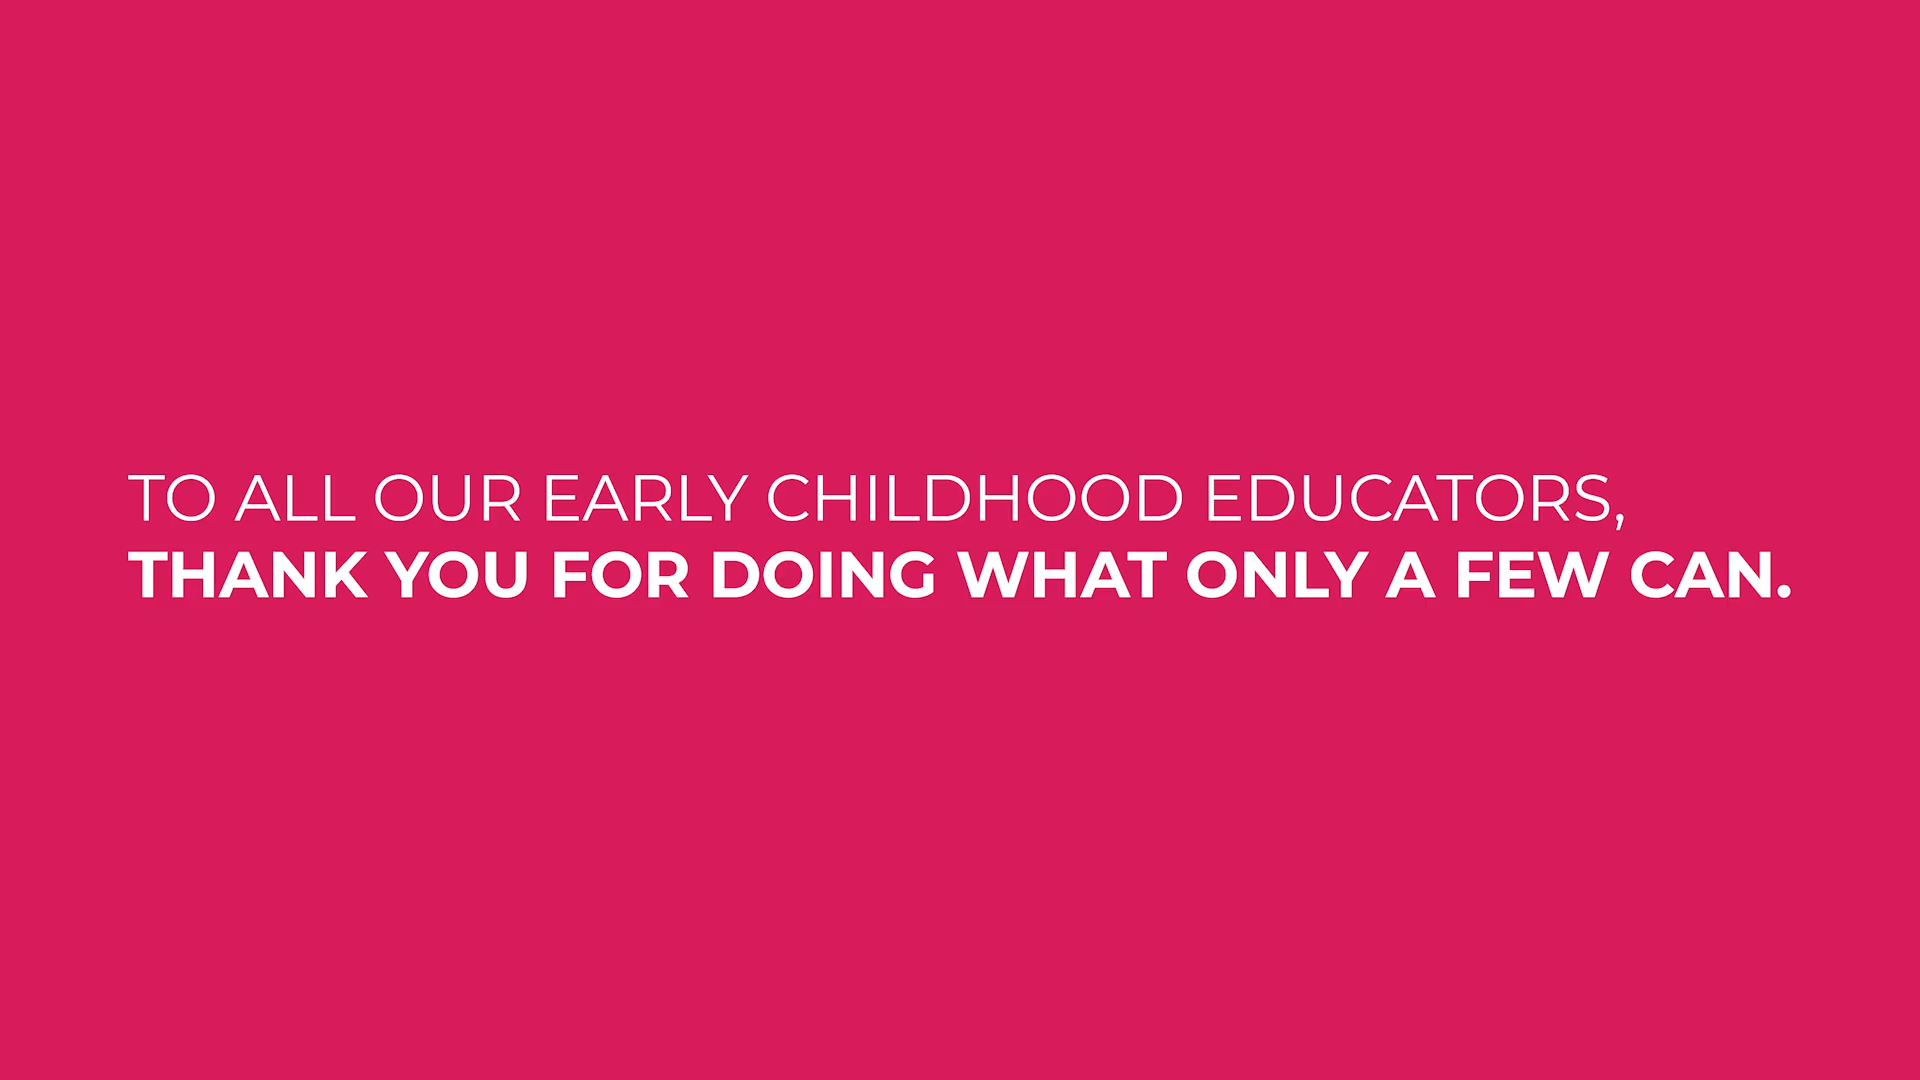 TO ALL OUR EARLY CHILDHOOD EDUCATORS,
THANK YOU FOR DOING WHAT ONLY A FEW CAN.